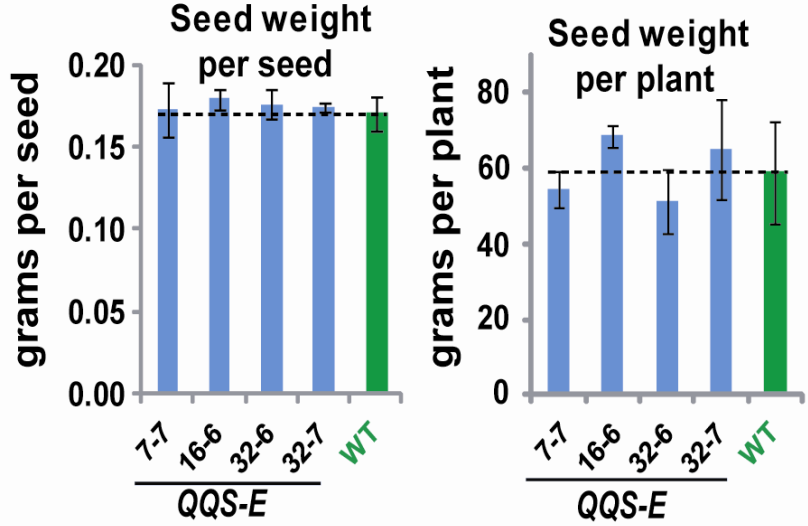 Seed weight
per seed
grams per seed
0.20
0.15
0.10
0.05
0.00
7-7
16-6
32-6
32-7
WT
QQS-E
Seed weight
per plant
grams per plant
80
60
40
20
0
7-7
16-6
32-6
32-7
WT
QQS-E